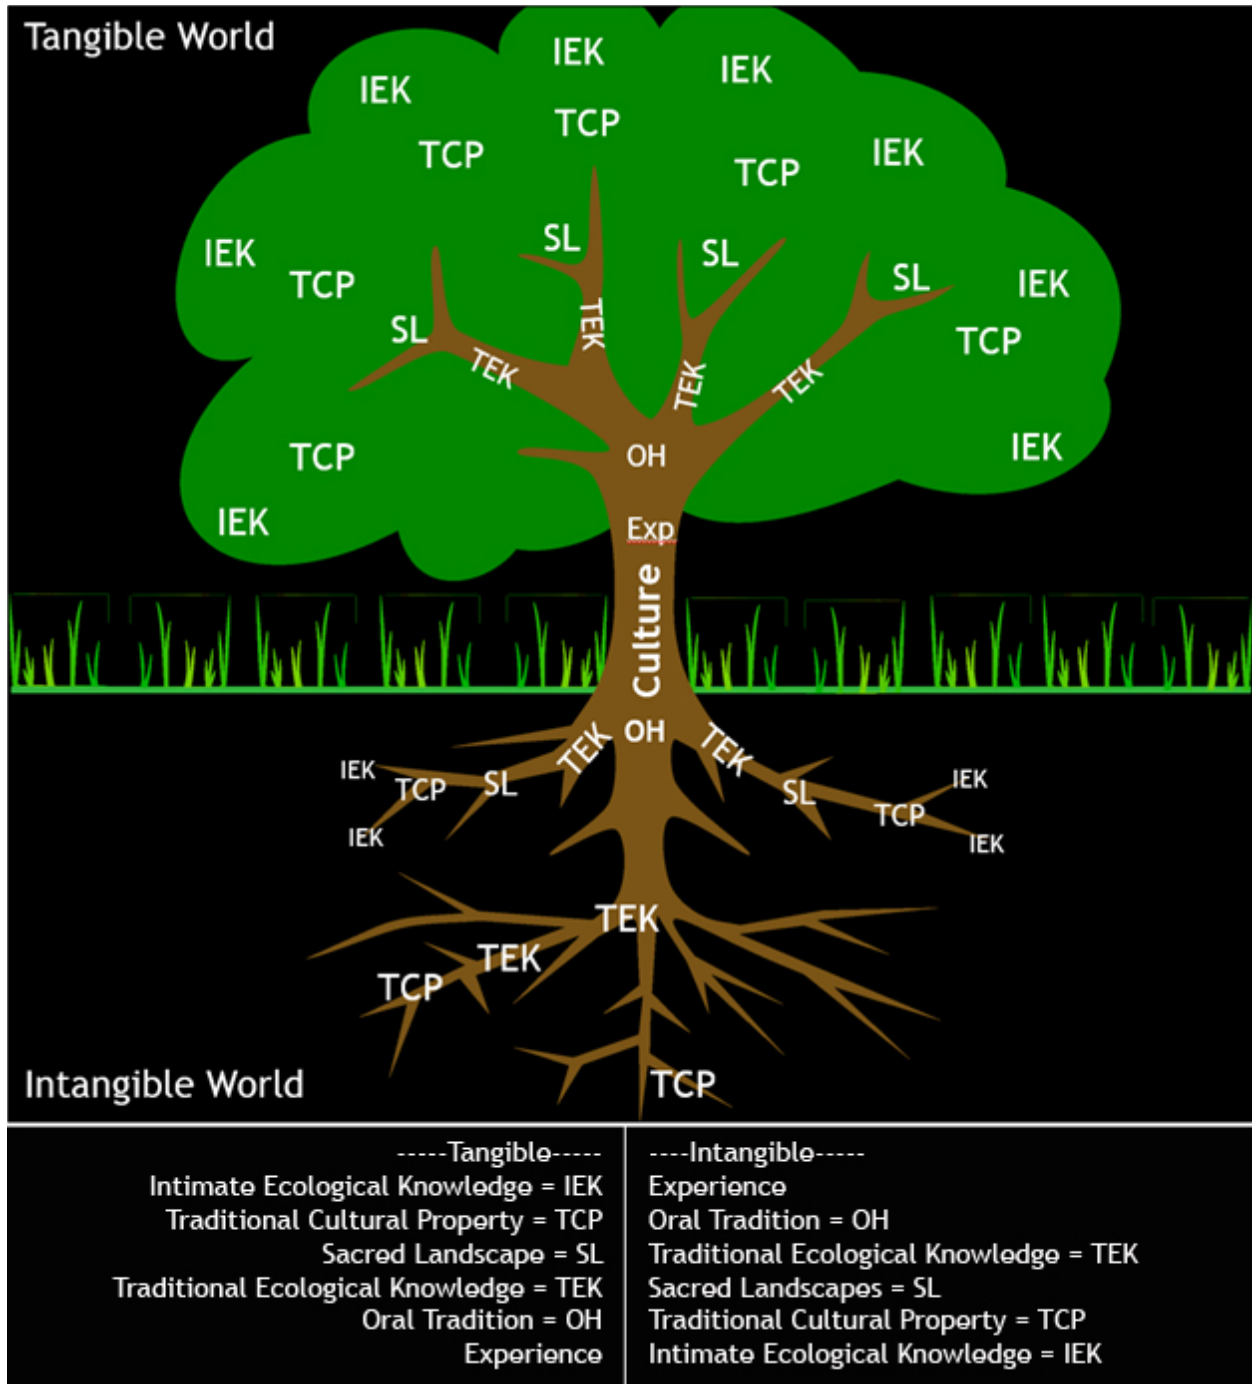 Tangible World
IEK
IEK
IEK
TCP
TCP
IEK
TCP
IEK
SL
SL
TCP
SL
IEK
TCP
SL
TEK
TEK
TEK
TEK
TCP
OH
TCP
IEK
IEK
Exp
Culture
OH
TEK
TEK
IEK
TCP
SL
SL
TCP
IEK
IEK
IEK
TEK
TEK
TCP
TCP
Intangible World
-----Tangible-----
Intimate Ecological Knowledge = IEK
Traditional Cultural Property = TCP
Sacred Landscape = SL
Traditional Ecological Knowledge = TEK
Oral Tradition = OH
Experience
----Intangible-----
Experience
Oral Tradition = OH
Traditional Ecological Knowledge = TEK
Sacred Landscapes = SL
Traditional Cultural Property = TCP
Intimate Ecological Knowledge = IEK